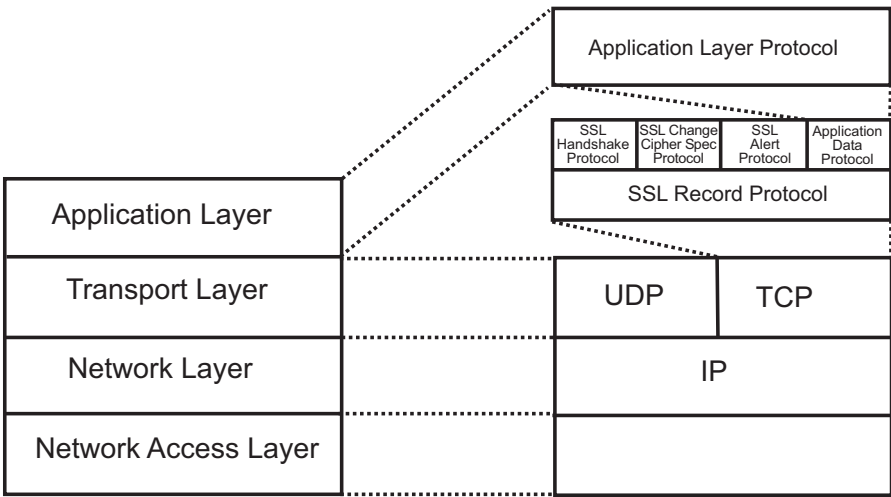 Application Layer Protocol
SSL
Handshake
Protocol
SSL Change
Cipher Spec
Protocol
SSL
Alert
Protocol
Application
Data
Protocol
SSL Record Protocol
Application Layer
Transport Layer
UDP
TCP
Network Layer
IP
Network Access Layer